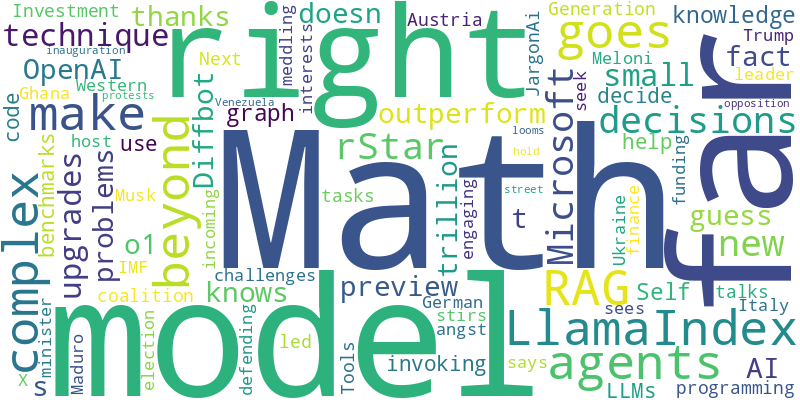 Investment
thanks
right
doesn
Austria
JargonAi
Generation
goes
knowledge
technique
inauguration
Next
meddling
interests
Trump
Meloni
fact
far
OpenAI
western
Ghana
protests
Diffbot
Venezuela
graph
outperform
Microsoft
seek
small
leader
decide
opposition
make
code
host
use
beyond
rStar
Math
looms
decisions
help
hold
complex
benchmarks
upgrades
problems
Musk
tasks
trillion
engaging
street
t
funding
Ukraine
finance
guess
new
o1
incoming
IMF
challenges
coalition
knows
preview
RAG
Self
talks
minister
model
German
stirs
angst
LlamaIndex
sees
Italy
X
s
Maduro
election
defending
led
Tools
invoking
says
agents
LLMs
AI
programming